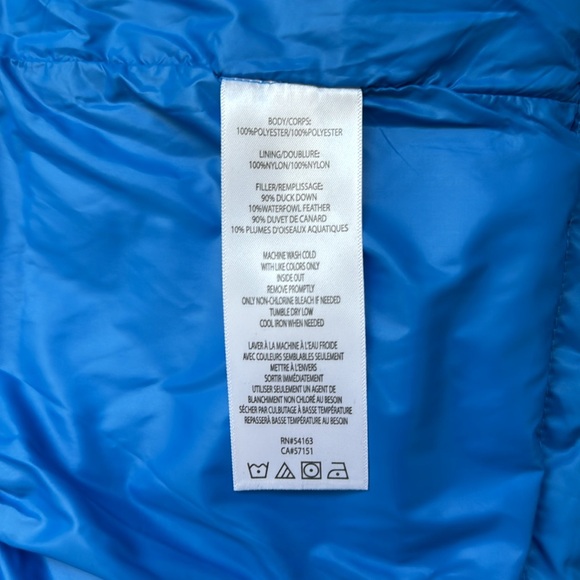 BODY/CORPS:
100%POLYESTER/100%POLYESTER
LINING/DOUBLURE:
100%NYLON/100%NYLON
FILLER/REMPLISSAGE:
90% DUCK DOWN
10%WATERFOWL FEATHER
90% DUVET DE CANARD
10% PLUMES D'OISEAUX AQUATIQUES
MACHINE WASH COLD
WITH LIKE COLORS ONLY
INSIDE OUT
REMOVE PROMPTLY
ONLY NON-CHLORINE BLEACH IF NEEDED
TUMBLE DRY LOW
COOL IRON WHEN NEEDED
LAVER À LA MACHINE À L'EAU FROIDE
AVEC COULEURS SEMBLABLES SEULEMENT
METTRE À L'ENVERS
SORTIR IMMÉDIATEMENT
UTILISER SEULEMENT UN AGENT DE
BLANCHIMENT NON CHLORÉ AU BESOIN
SÉCHER PAR CULBUTAGE À BASSE TEMPÉRATURE
REPASSERÀ BASSE TEMPÉRATURE AU BESOIN
RN#54163
CA#57151